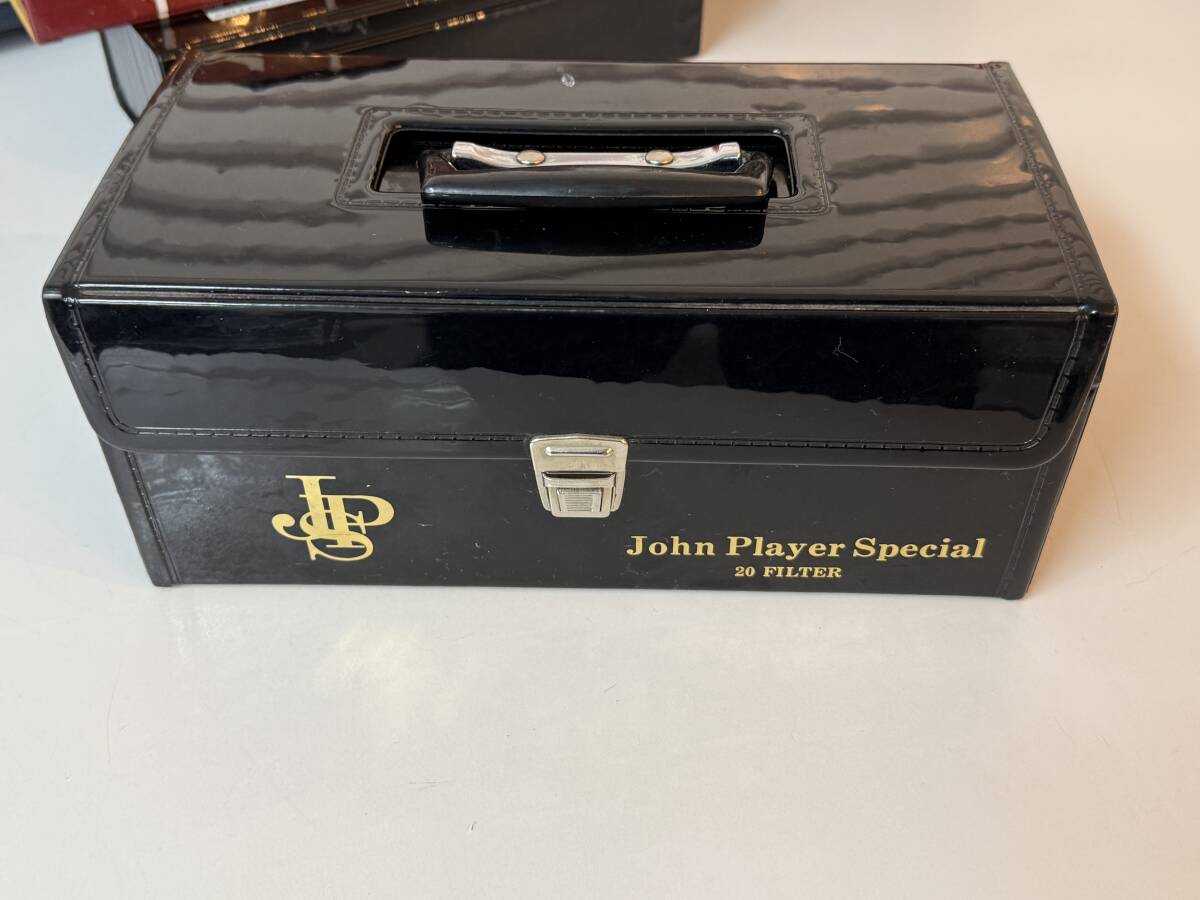 JPS
John Player Special
20 FILTER